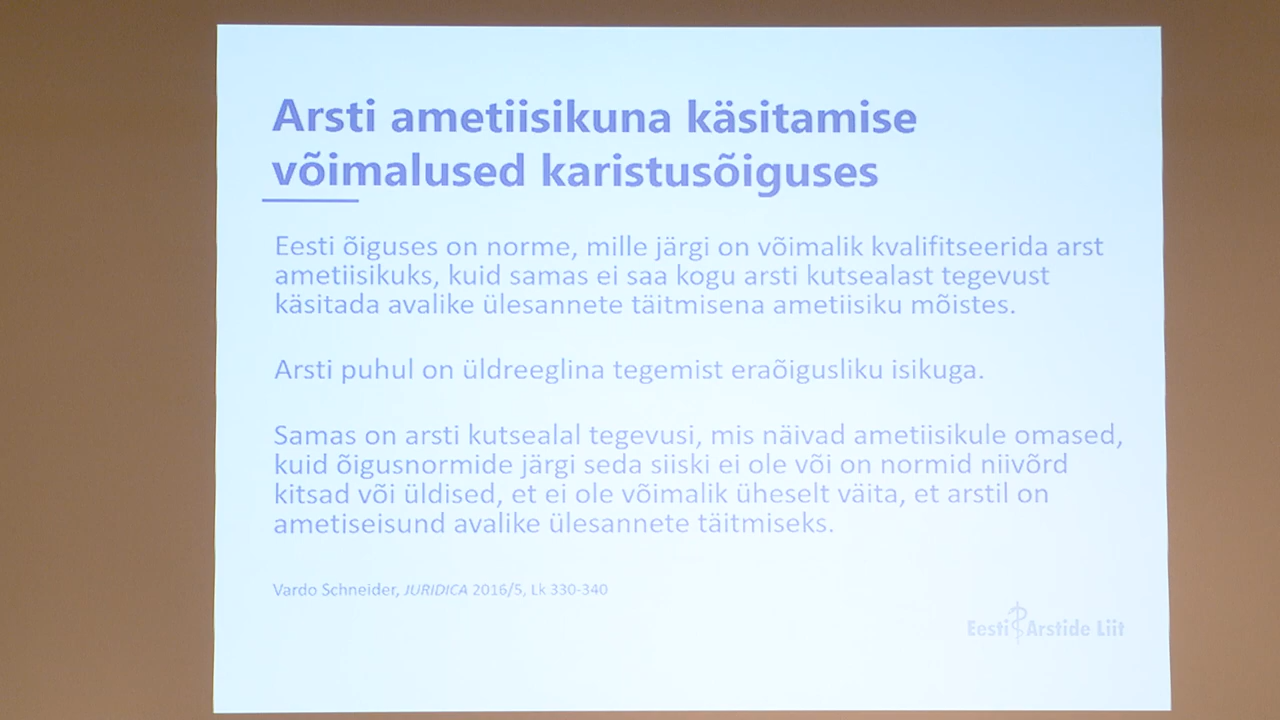 Arsti ametiisikuna käsitamise
võimalused karistusõiguses
Eesti õiguses on norme, mille järgi on võimalik kvalifitseerida arst
ametiisikuks, kuid samas ei saa kogu arsti kutsealast tegevust
käsitada avalike ülesannete täitmisena ametiisiku mõistes.
Arsti puhul on üldreeglina tegemist eraõigusliku isikuga.
Samas on arsti kutsealal tegevusi, mis näivad ametiisikule omased,
kuid õigusnormide järgi seda siiski ei ole või on normid niivõrd
kitsad või üldised, et ei ole võimalik üheselt väita, et arstil on
ametiseisund avalike ülesannete täitmiseks.
Vardo Schneider, JURIDICA 2016/5, Lk 330-340
Eesti Arstide Liit